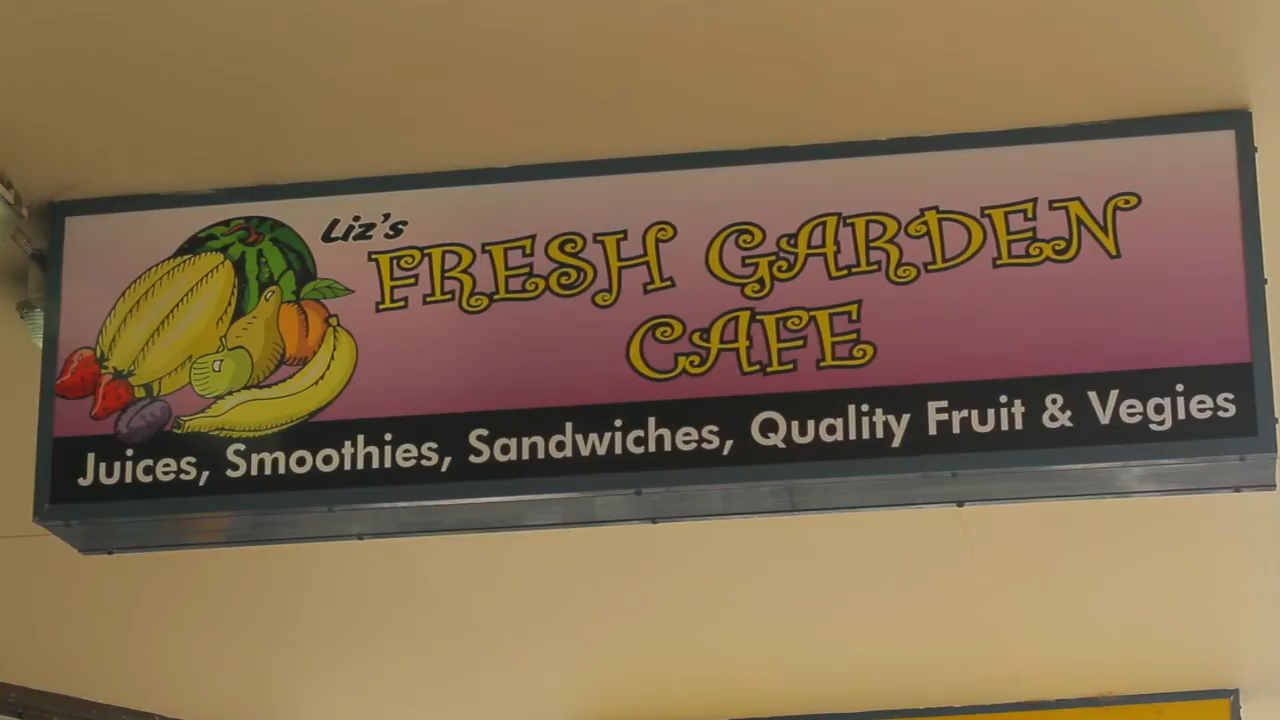 Liz's
FRESH GARDEN
CAFE
Juices, Smoothies, Sandwiches, Quality Fruit & Vegies